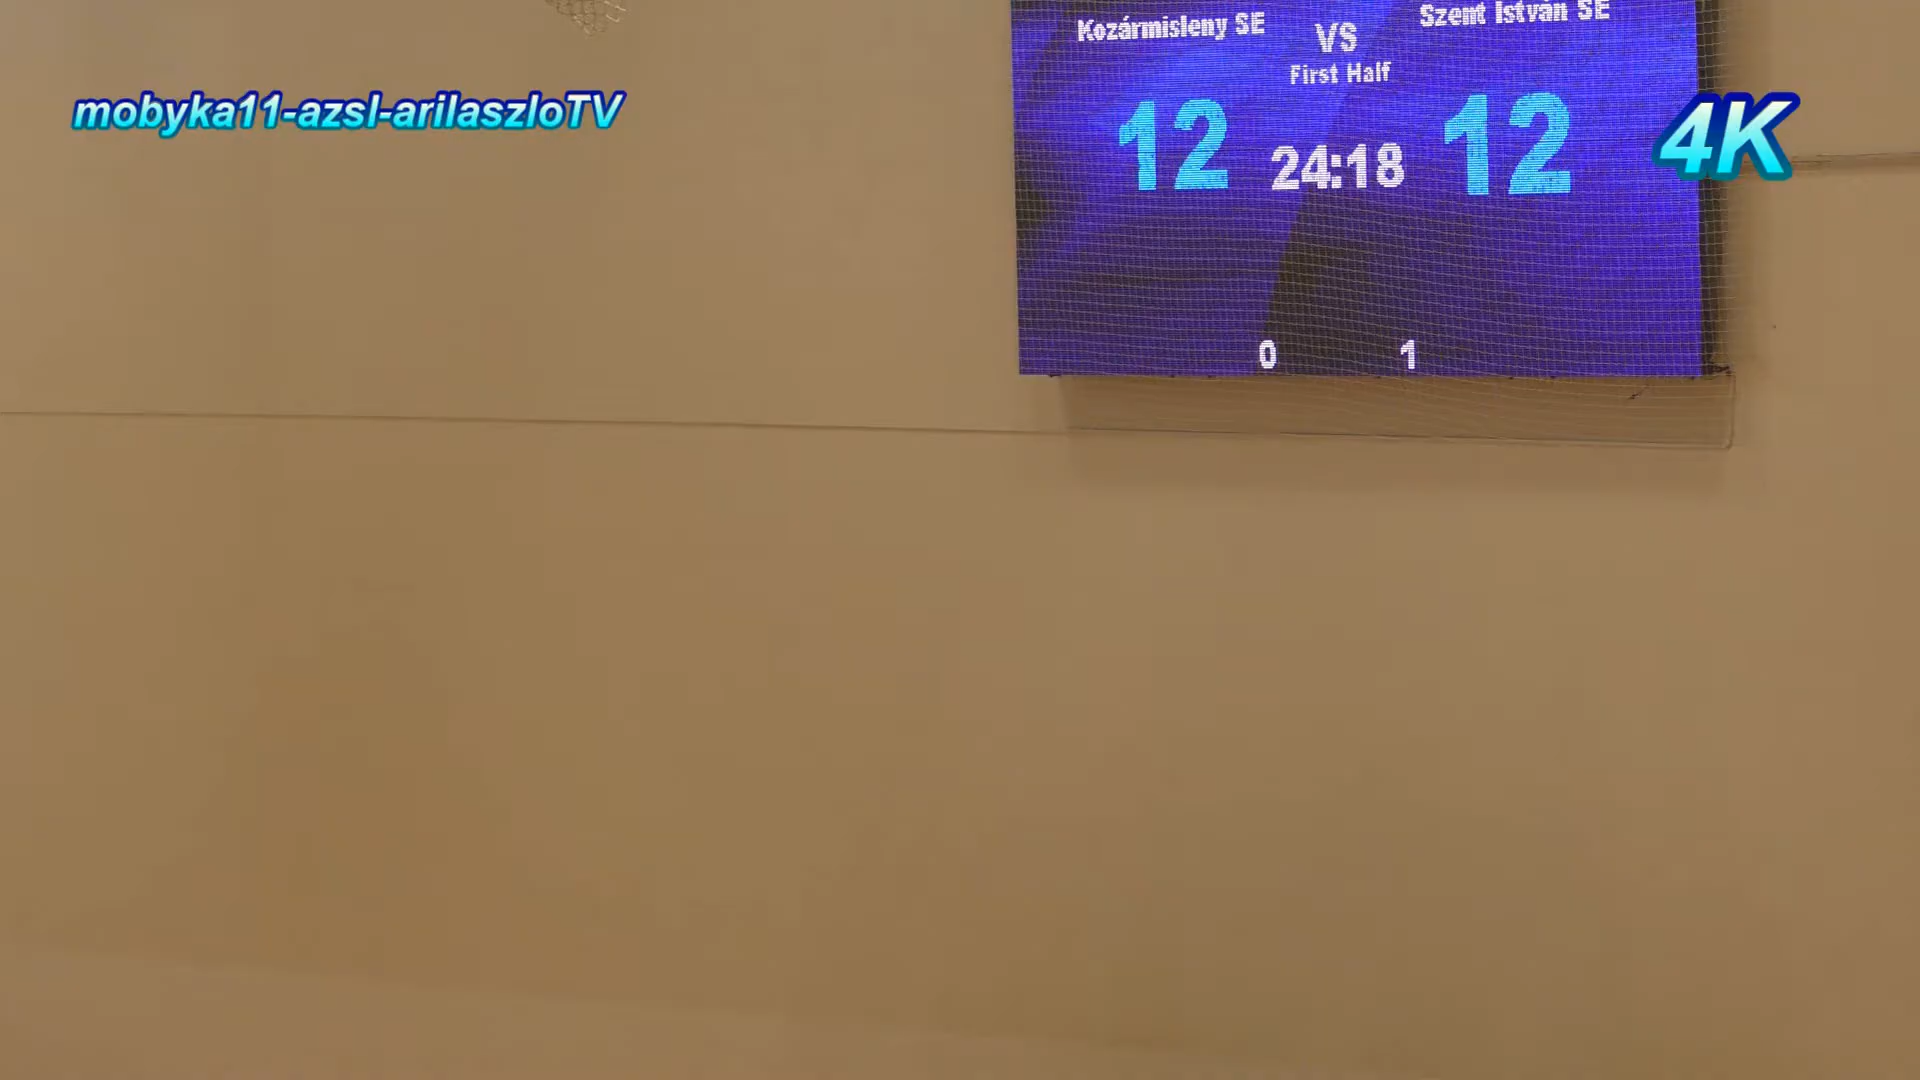 Kozármisleny SE
VS
Szent István SE
First Half
12
24:18
12
0
1
mobyka11-azsl-arilaszloTV
4K